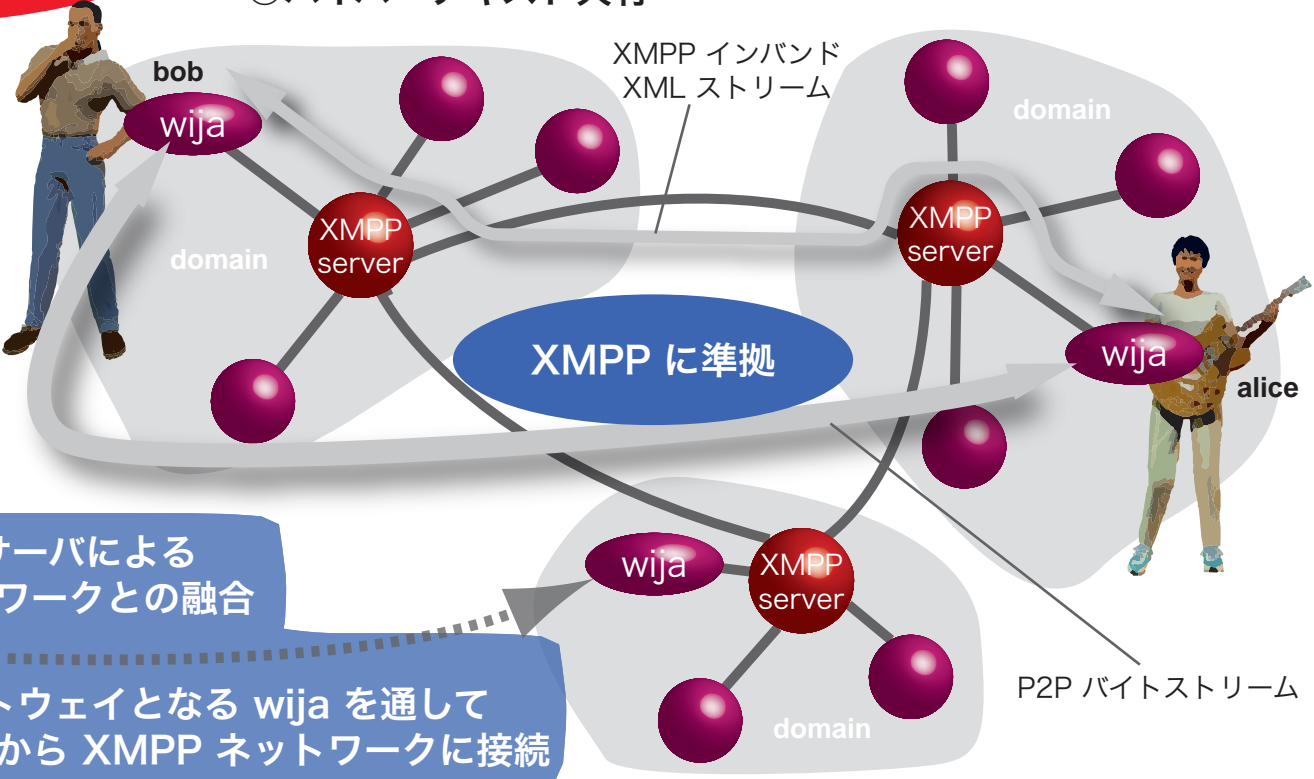 XMPP インバンド
XML ストリーム
bob
wija
domain
XMPP
server
domain
XMPP
server
XMPP に準拠
wija
alice
サーバによる
ワークとの融合
wija
XMPP
server
トウェイとなる wija を通して
から XMPP ネットワークに接続
domain
P2P バイトストリーム